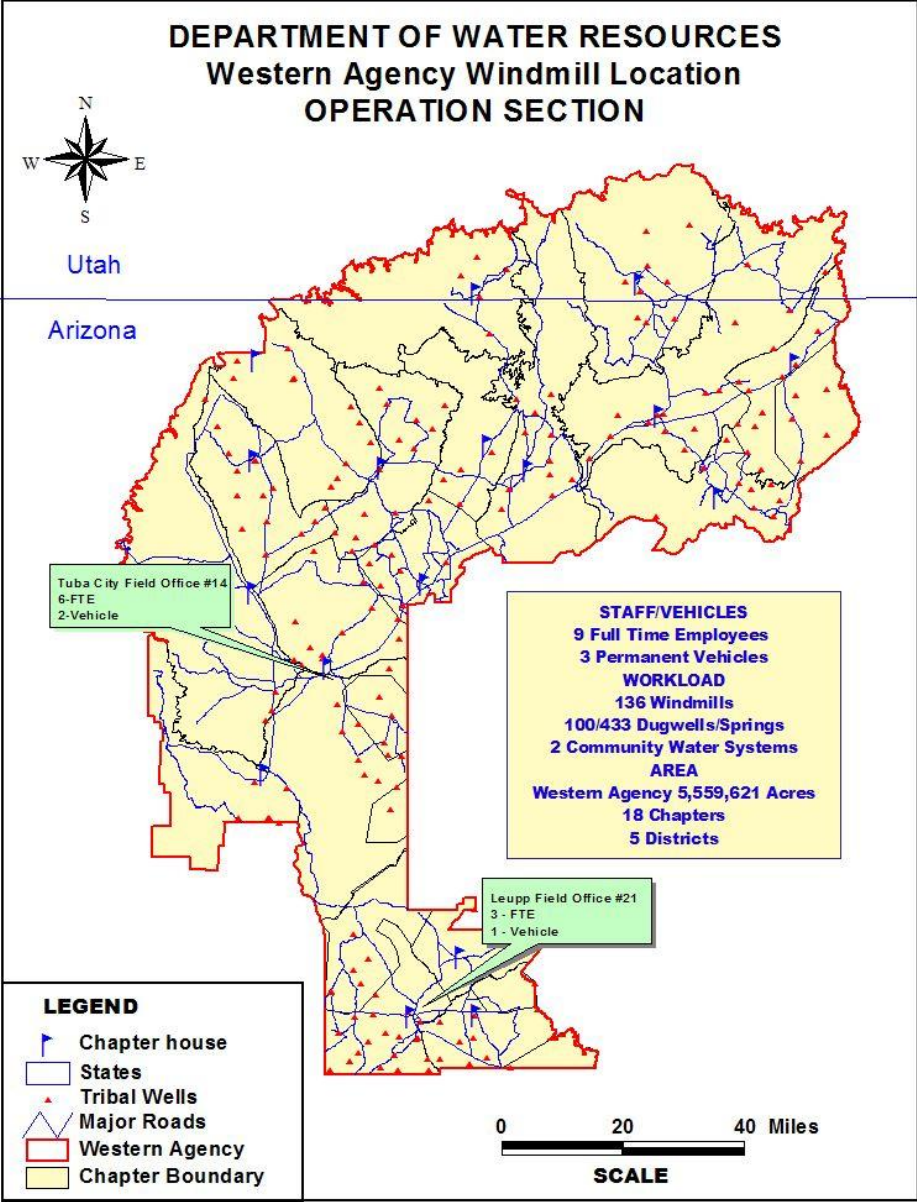 DEPARTMENT OF WATER RESOURCES
Western Agency Windmill Location
OPERATION SECTION
N
W
E
S
Utah
Arizona
Tuba City Field Office #14
6-FTE
2-Vehicle
STAFF/VEHICLES
9 Full Time Employees
3 Permanent Vehicles
WORKLOAD
136 Windmills
100/433 Dugwells/Springs
2 Community Water Systems
AREA
Western Agency 5,559,621 Acres
18 Chapters
5 Districts
Leupp Field Office #21
3 - FTE
1 - Vehicle
LEGEND
Chapter house
States
Tribal Wells
Major Roads
Western Agency
Chapter Boundary
0 20 40 Miles
SCALE